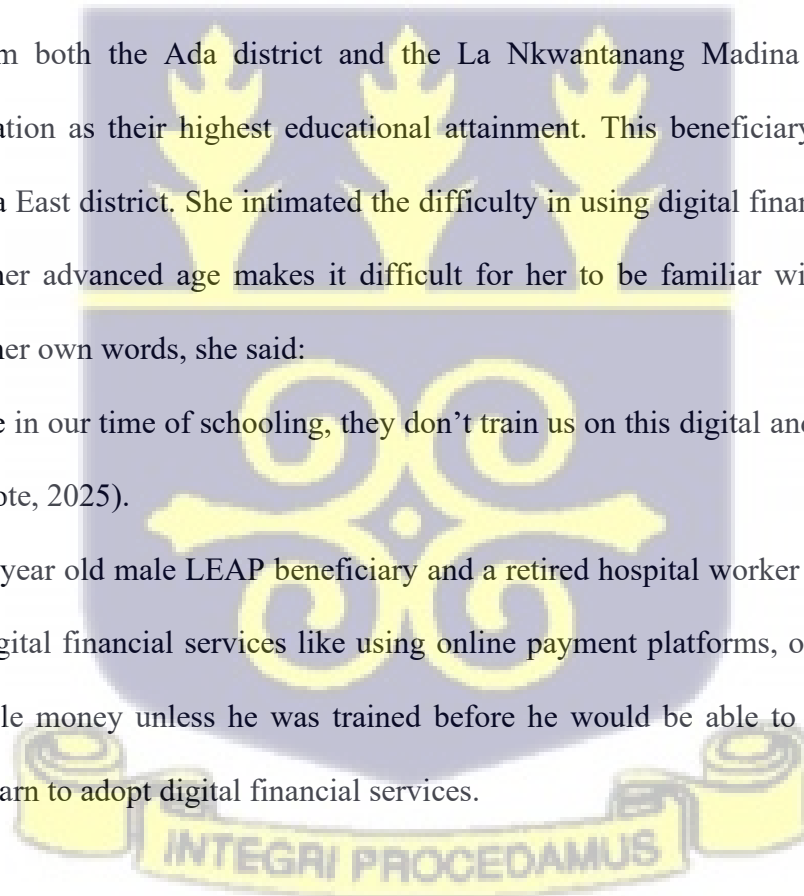 m both the Ada district and the La Nkwantanang Madina
ation as their highest educational attainment. This beneficiary
a East district. She intimated the difficulty in using digital finan
her advanced age makes it difficult for her to be familiar wi
her own words, she said:
e in our time of schooling, they don’t train us on this digital and
ote, 2025).
year old male LEAP beneficiary and a retired hospital worker
gital financial services like using online payment platforms, o
le money unless he was trained before he would be able to
arn to adopt digital financial services.
INTEGRI PROCEDAMUS